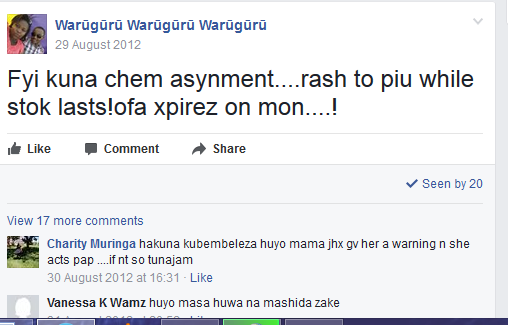 Warũgũrũ Warũgũrũ Warũgũrũ
29 August 2012
Fyi kuna chem asynment....rash to piu while
stok lasts!ofa xpirez on mon....!
Like Comment Share
Seen by 20
View 17 more comments
Charity Muringa hakuna kubembeleza huyo mama jhx gv her a warning n she
acts pap ....if nt so tunajam
30 August 2012 at 16:31 · Like
Vanessa K Wamz huyo masa huwa na mashida zake